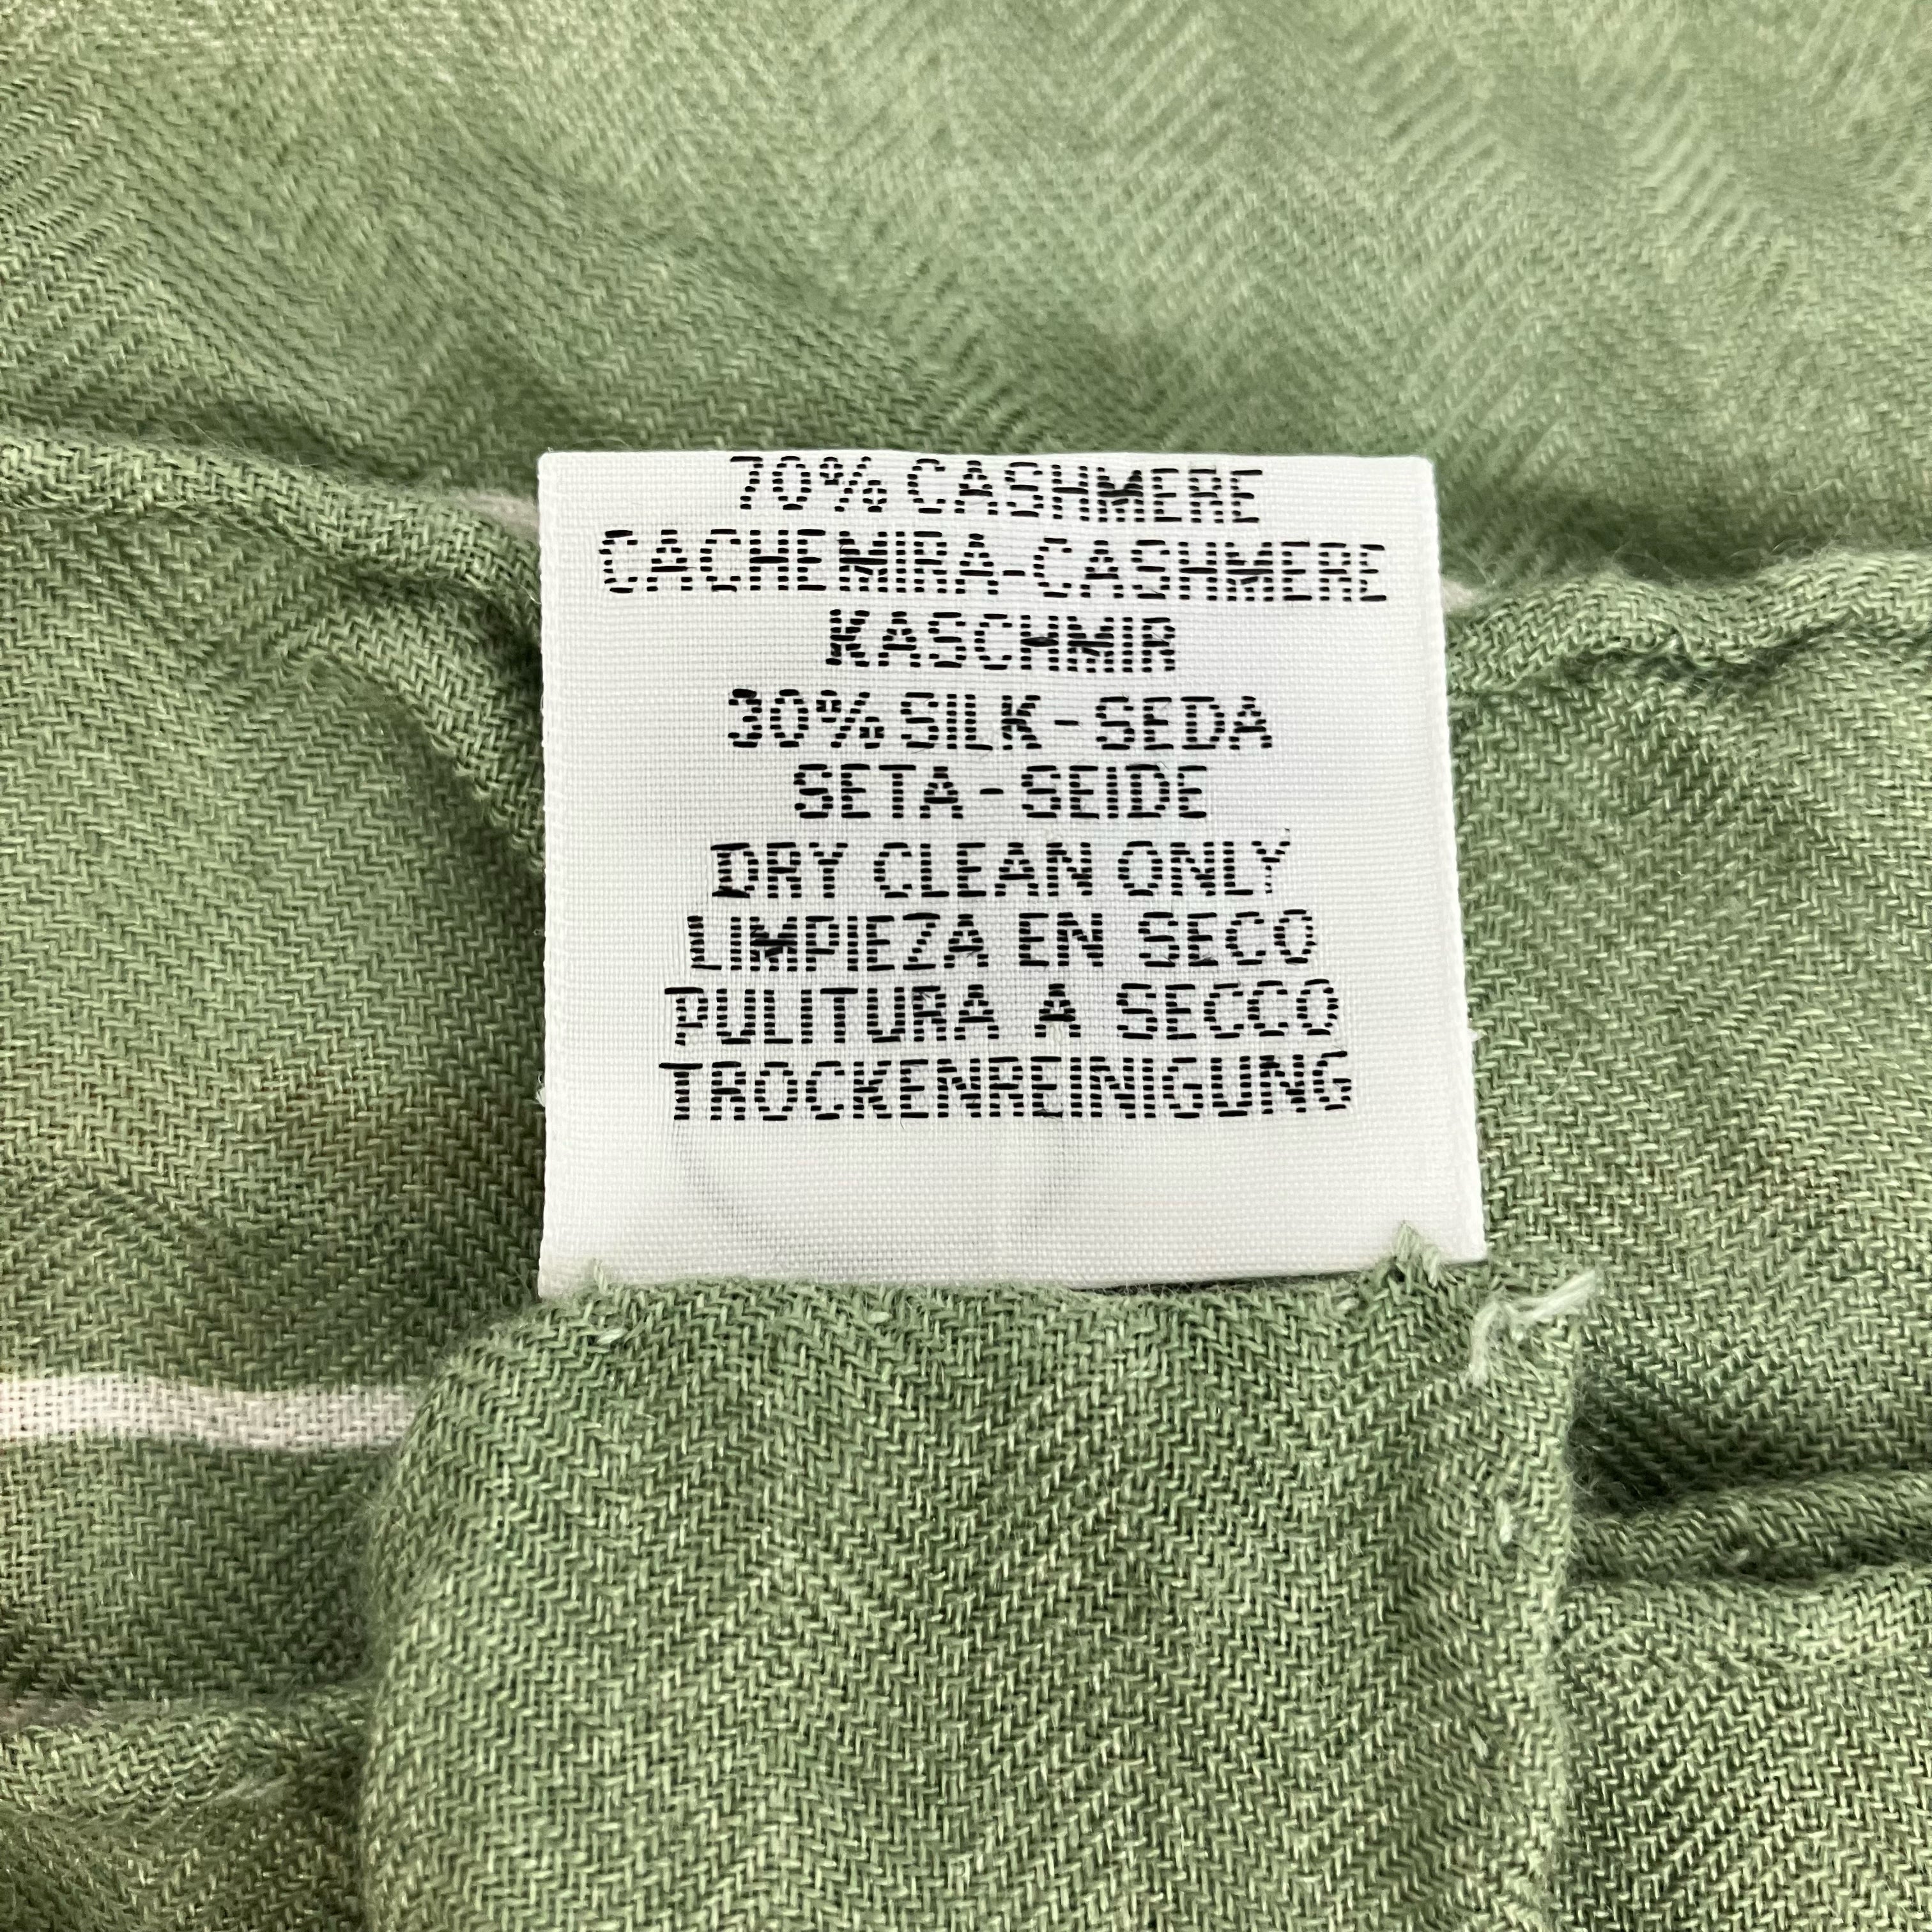 70% CASHMERE
CACHEMIRA-CASHMERE
KASCHMIR
30% SILK-SEDA
SETA-SEIDE
DRY CLEAN ONLY
LIMPIEZA EN SECO
PULITURA A SECCO
TROCKENREINIGUNG